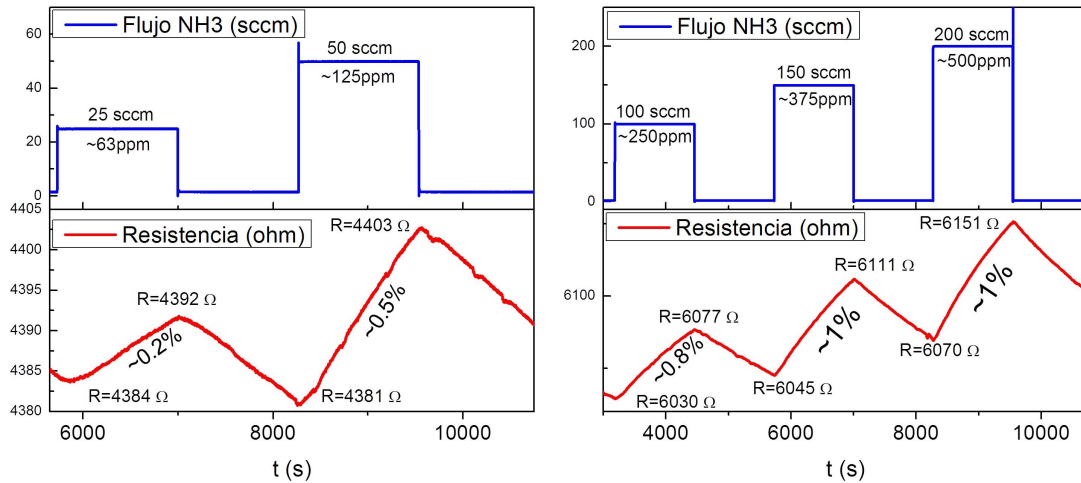 Flujo NH3 (sccm)
60
40
20
0
25 sccm
~63ppm
50 sccm
~125ppm
Resistencia (ohm)
4405
4400
4395
4390
4385
4380
R=4384 Ω
R=4392 Ω
~0.2%
R=4381 Ω
R=4403 Ω
~0.5%
6000
8000
10000
t (s)
Flujo NH3 (sccm)
200
150
100
50
0
100 sccm
~250ppm
150 sccm
~375ppm
200 sccm
~500ppm
Resistencia (ohm)
6100
R=6030 Ω
R=6077 Ω
~0.8%
R=6045 Ω
R=6111 Ω
~1%
R=6070 Ω
R=6151 Ω
~1%
4000
6000
8000
10000
t (s)